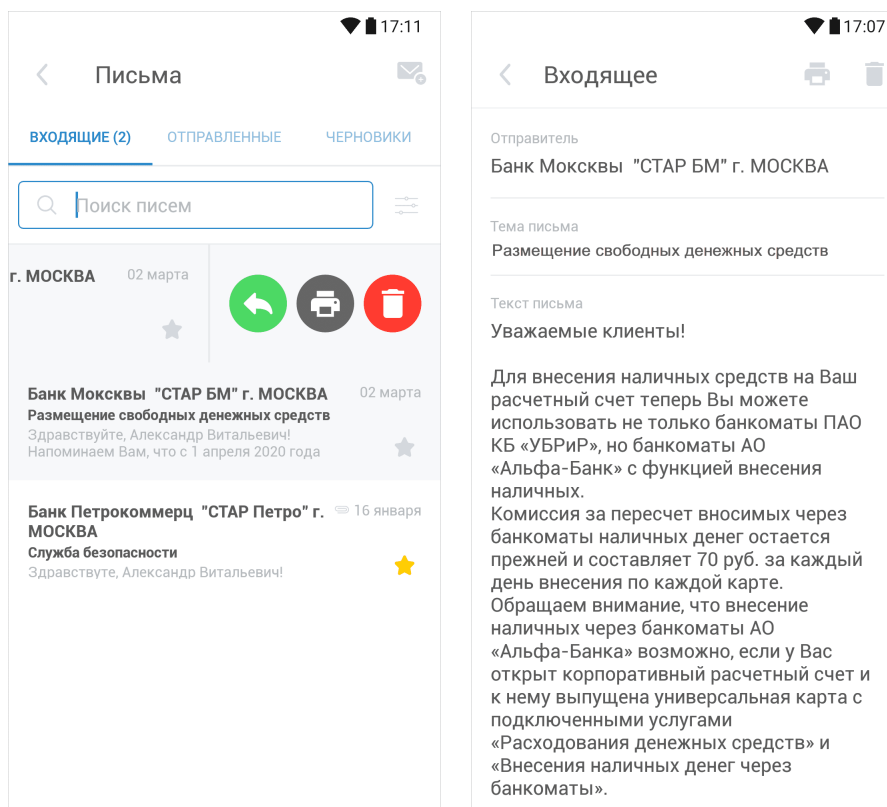 17:11
Письма
ВХОДЯЩИЕ (2) ОТПРАВЛЕННЫЕ ЧЕРНОВИКИ
Поиск писем
г. МОСКВА 02 марта
Банк Моксквы "СТАР БМ" г. МОСКВА 02 марта
Размещение свободных денежных средств
Здравствуйте, Александр Витальевич!
Напоминаем Вам, что с 1 апреля 2020 года
Банк Петрокоммерц "СТАР Петро" г. 16 января
МОСКВА
Служба безопасности
Здравствуте, Александр Витальевич!
17:07
Входящее
Отправитель
Банк Моксквы "СТАР БМ" г. МОСКВА
Тема письма
Размещение свободных денежных средств
Текст письма
Уважаемые клиенты!
Для внесения наличных средств на Ваш
расчетный счет теперь Вы можете
использовать не только банкоматы ПАО
КБ «УБРиР», но банкоматы АО
«Альфа-Банк» с функцией внесения
наличных.
Комиссия за пересчет вносимых через
банкоматы наличных денег остается
прежней и составляет 70 руб. за каждый
день внесения по каждой карте.
Обращаем внимание, что внесение
наличных через банкоматы АО
«Альфа-Банка» возможно, если у Вас
открыт корпоративный расчетный счет и
к нему выпущена универсальная карта с
подключенными услугами
«Расходования денежных средств» и
«Внесения наличных денег через
банкоматы».